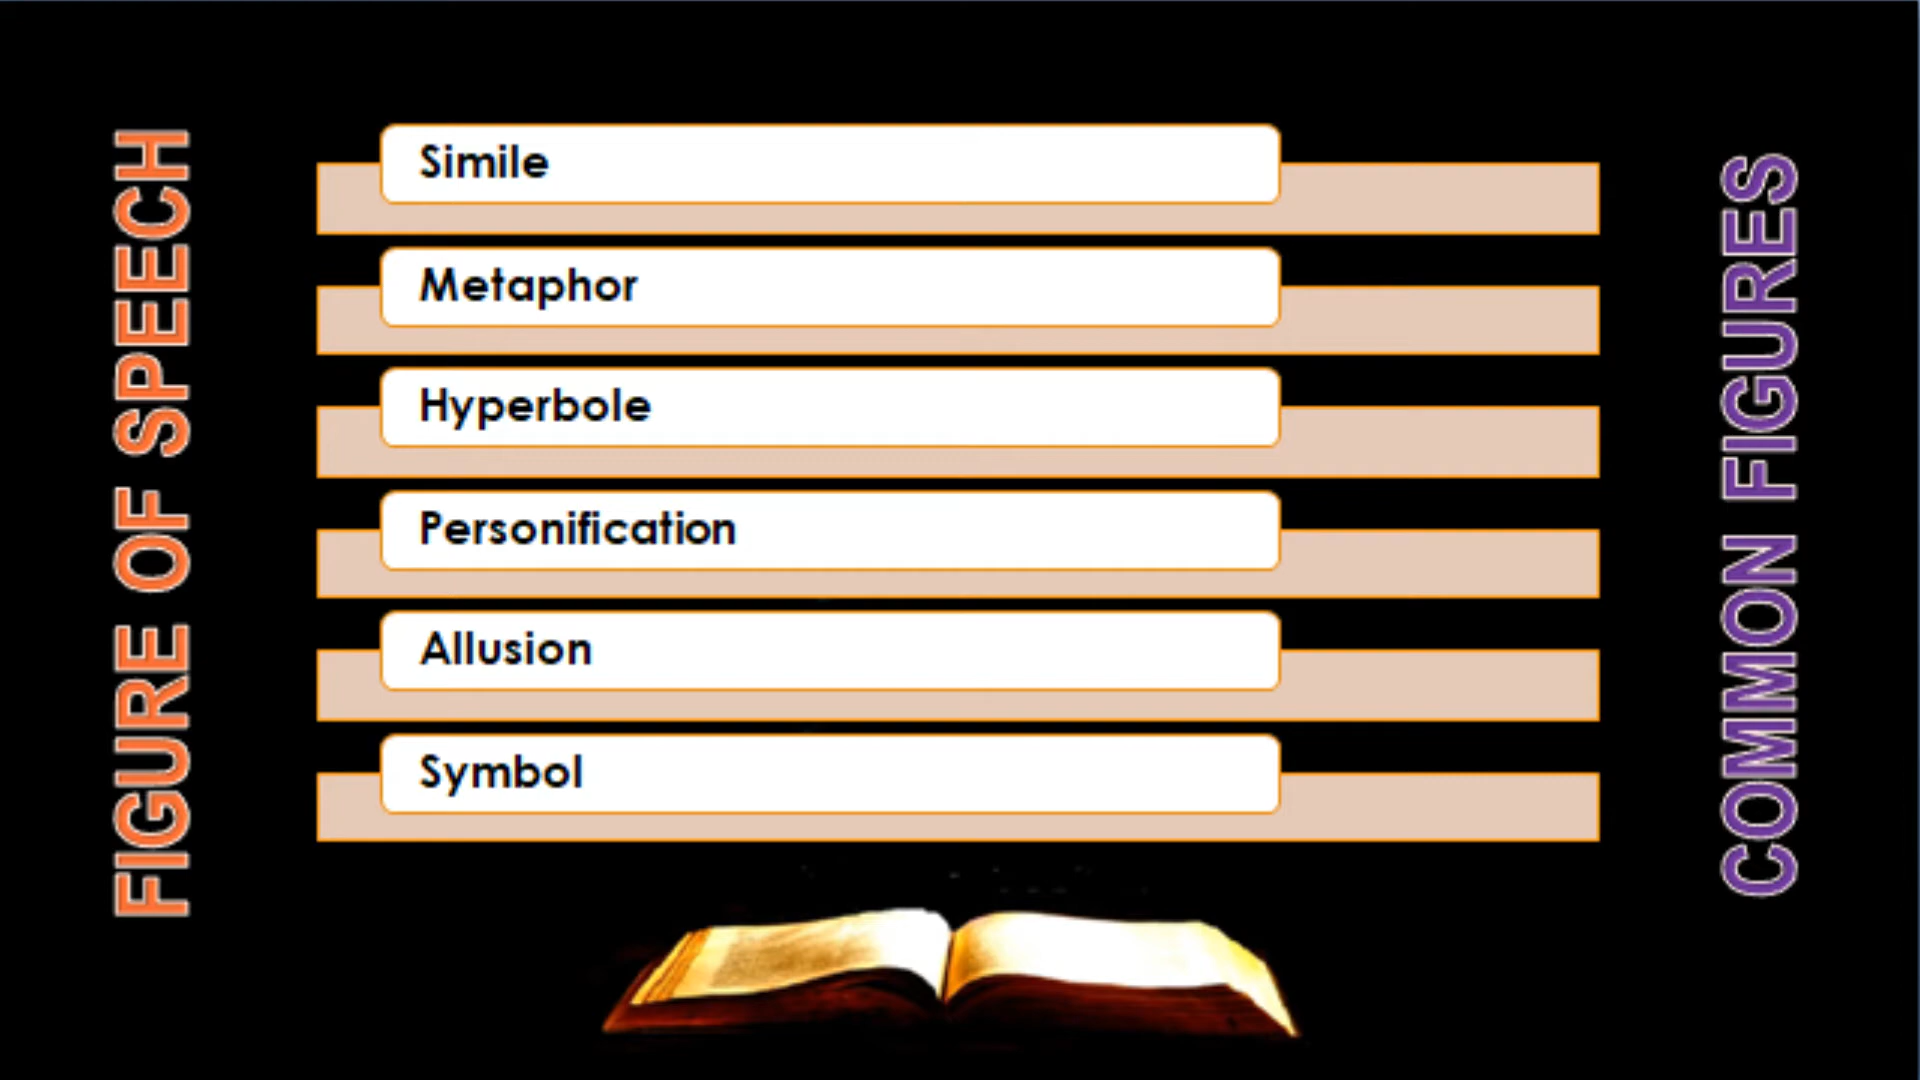 FIGURE OF SPEECH
Simile
Metaphor
Hyperbole
Personification
Allusion
Symbol
COMMON FIGURES